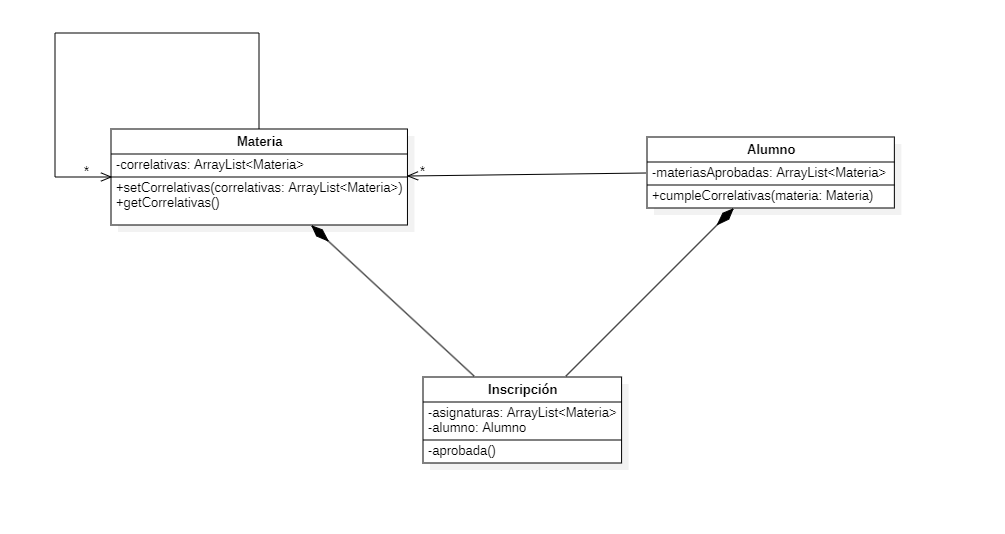 Materia
-correlativas: ArrayList<Materia>
+setCorrelativas(correlativas: ArrayList<Materia>)
+getCorrelativas()
*
*
Alumno
-materiasAprobadas: ArrayList<Materia>
+cumpleCorrelativas(materia: Materia)
Inscripción
-asignaturas: ArrayList<Materia>
-alumno: Alumno
-aprobada()